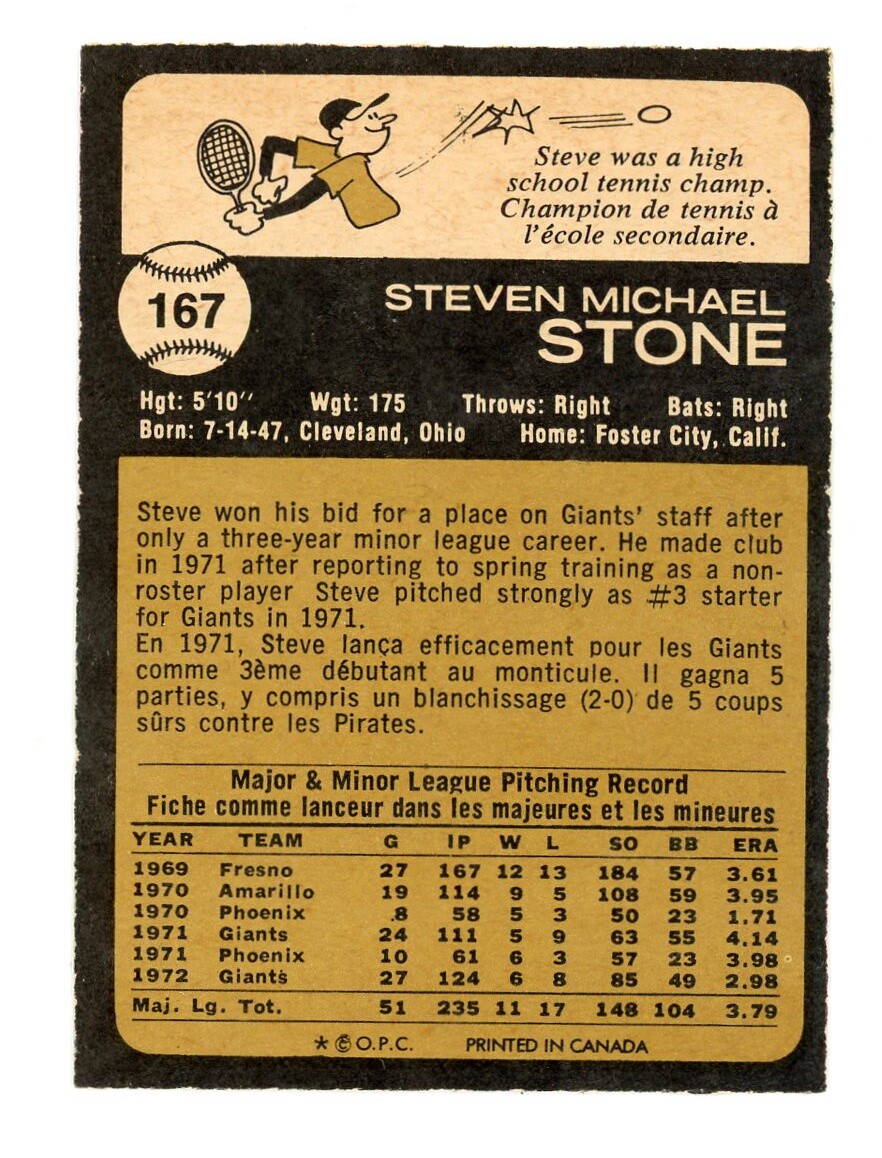 Steve was a high
school tennis champ.
Champion de tennis à
l'école secondaire.
167
STEVEN MICHAEL
STONE
Hgt: 5'10" Wgt: 175 Throws: Right Bats: Right
Born: 7-14-47, Cleveland, Ohio Home: Foster City, Calif.
Steve won his bid for a place on Giants' staff after
only a three-year minor league career. He made club
in 1971 after reporting to spring training as a non-
roster player Steve pitched strongly as #3 starter
for Giants in 1971.
En 1971, Steve lança efficacement pour les Giants
comme 3ème débutant au monticule. Il gagna 5
parties, y compris un blanchissage (2-0) de 5 coups
sûrs contre les Pirates.
Major & Minor League Pitching Record
Fiche comme lanceur dans les majeures et les mineures
YEAR TEAM G IP W L SO BB ERA
1969 Fresno 27 167 12 13 184 57 3.61
1970 Amarillo 19 114 9 5 108 59 3.95
1970 Phoenix 8 58 5 3 50 23 1.71
1971 Giants 24 111 5 9 63 55 4.14
1971 Phoenix 10 61 6 3 57 23 3.98
1972 Giants 27 124 6 8 85 49 2.98
Maj. Lg. Tot. 51 235 11 17 148 104 3.79
* © O.P.C. PRINTED IN CANADA